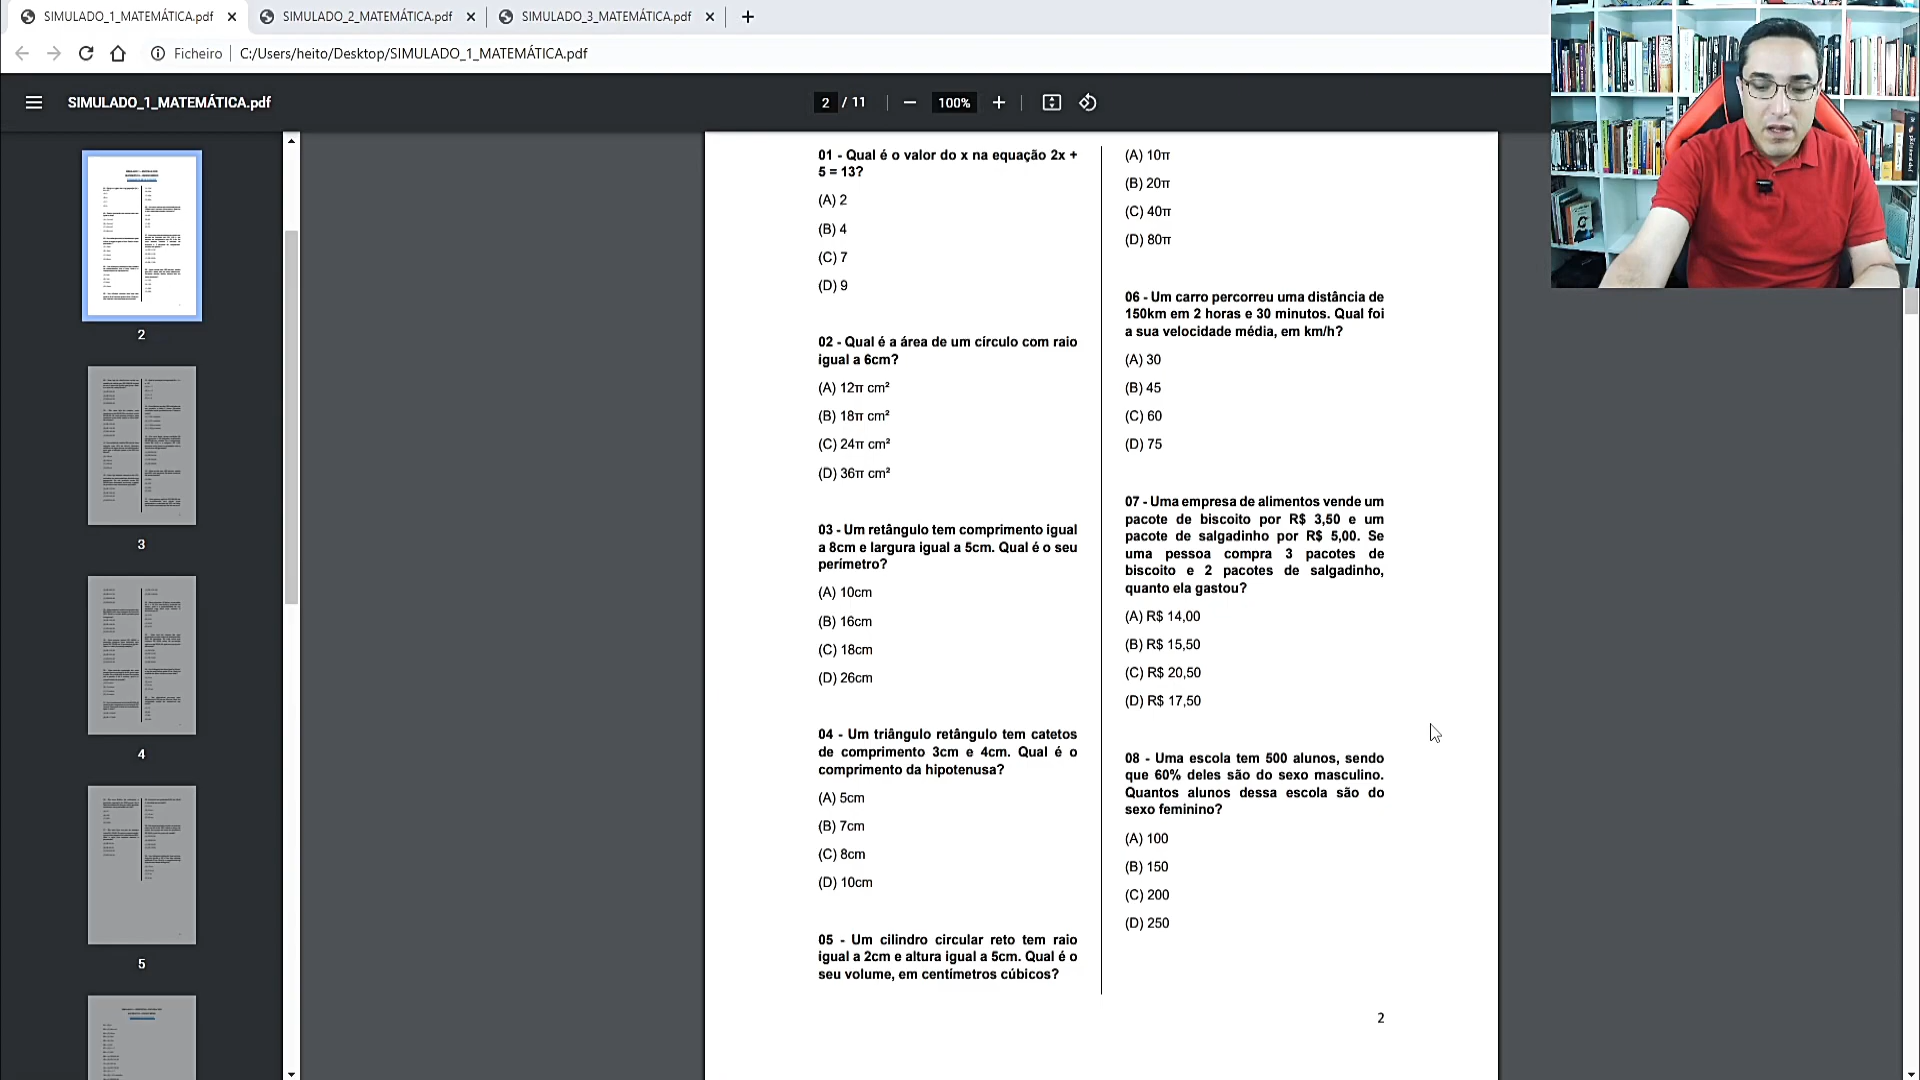 SIMULADO_1_MATEMÁTICA.pdf
SIMULADO_2_MATEMÁTICA.pdf
SIMULADO_3_MATEMÁTICA.pdf
Ficheiro
C:/Users/heito/Desktop/SIMULADO_1_MATEMÁTICA.pdf
SIMULADO_1_MATEMÁTICA.pdf
2 / 11
100%
2
3
4
5
01 - Qual é o valor do x na equação 2x +
5 = 13?
(A) 2
(B) 4
(C) 7
(D) 9
02 - Qual é a área de um círculo com raio
igual a 6cm?
(A) 12π cm²
(B) 18π cm²
(C) 24π cm²
(D) 36π cm²
03 - Um retângulo tem comprimento igual
a 8cm e largura igual a 5cm. Qual é o seu
perímetro?
(A) 10cm
(B) 16cm
(C) 18cm
(D) 26cm
04 - Um triângulo retângulo tem catetos
de comprimento 3cm e 4cm. Qual é o
comprimento da hipotenusa?
(A) 5cm
(B) 7cm
(C) 8cm
(D) 10cm
05 - Um cilindro circular reto tem raio
igual a 2cm e altura igual a 5cm. Qual é o
seu volume, em centímetros cúbicos?
(A) 10π
(B) 20π
(C) 40π
(D) 80π
06 - Um carro percorreu uma distância de
150km em 2 horas e 30 minutos. Qual foi
a sua velocidade média, em km/h?
(A) 30
(B) 45
(C) 60
(D) 75
07 - Uma empresa de alimentos vende um
pacote de biscoito por R$ 3,50 e um
pacote de salgadinho por R$ 5,00. Se
uma pessoa compra 3 pacotes de
biscoito e 2 pacotes de salgadinho,
quanto ela gastou?
(A) R$ 14,00
(B) R$ 15,50
(C) R$ 20,50
(D) R$ 17,50
08 - Uma escola tem 500 alunos, sendo
que 60% deles são do sexo masculino.
Quantos alunos dessa escola são do
sexo feminino?
(A) 100
(B) 150
(C) 200
(D) 250
2